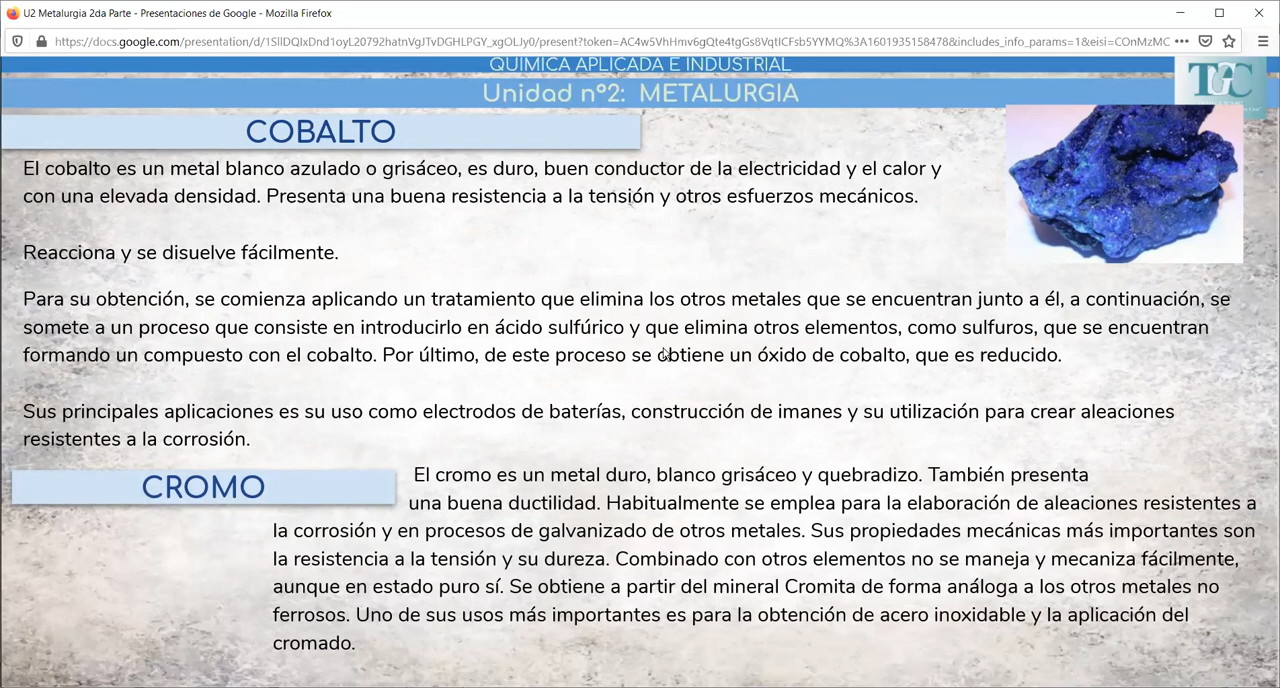 U2 Metalurgia 2da Parte - Presentaciones de Google - Mozilla Firefox
https://docs.google.com/presentation/d/1SllDQIxDnd1oyL20792hatnVgJTvDGHLPGY_xgOLJy0/present?token=AC4w5VhHmv6gQte4tgGs8VqtICFsb5YYMQ%3A1601935158478&includes_info_params=1&eisi=COnMzMC
QUÍMICA APLICADA E INDUSTRIAL
Unidad nº2: METALURGIA
TGC
COBALTO
El cobalto es un metal blanco azulado o grisáceo, es duro, buen conductor de la electricidad y el calor y
con una elevada densidad. Presenta una buena resistencia a la tensión y otros esfuerzos mecánicos.
Reacciona y se disuelve fácilmente.
Para su obtención, se comienza aplicando un tratamiento que elimina los otros metales que se encuentran junto a él, a continuación, se
somete a un proceso que consiste en introducirlo en ácido sulfúrico y que elimina otros elementos, como sulfuros, que se encuentran
formando un compuesto con el cobalto. Por último, de este proceso se obtiene un óxido de cobalto, que es reducido.
Sus principales aplicaciones es su uso como electrodos de baterías, construcción de imanes y su utilización para crear aleaciones
resistentes a la corrosión.
CROMO
El cromo es un metal duro, blanco grisáceo y quebradizo. También presenta
una buena ductilidad. Habitualmente se emplea para la elaboración de aleaciones resistentes a
la corrosión y en procesos de galvanizado de otros metales. Sus propiedades mecánicas más importantes son
la resistencia a la tensión y su dureza. Combinado con otros elementos no se maneja y mecaniza fácilmente,
aunque en estado puro sí. Se obtiene a partir del mineral Cromita de forma análoga a los otros metales no
ferrosos. Uno de sus usos más importantes es para la obtención de acero inoxidable y la aplicación del
cromado.